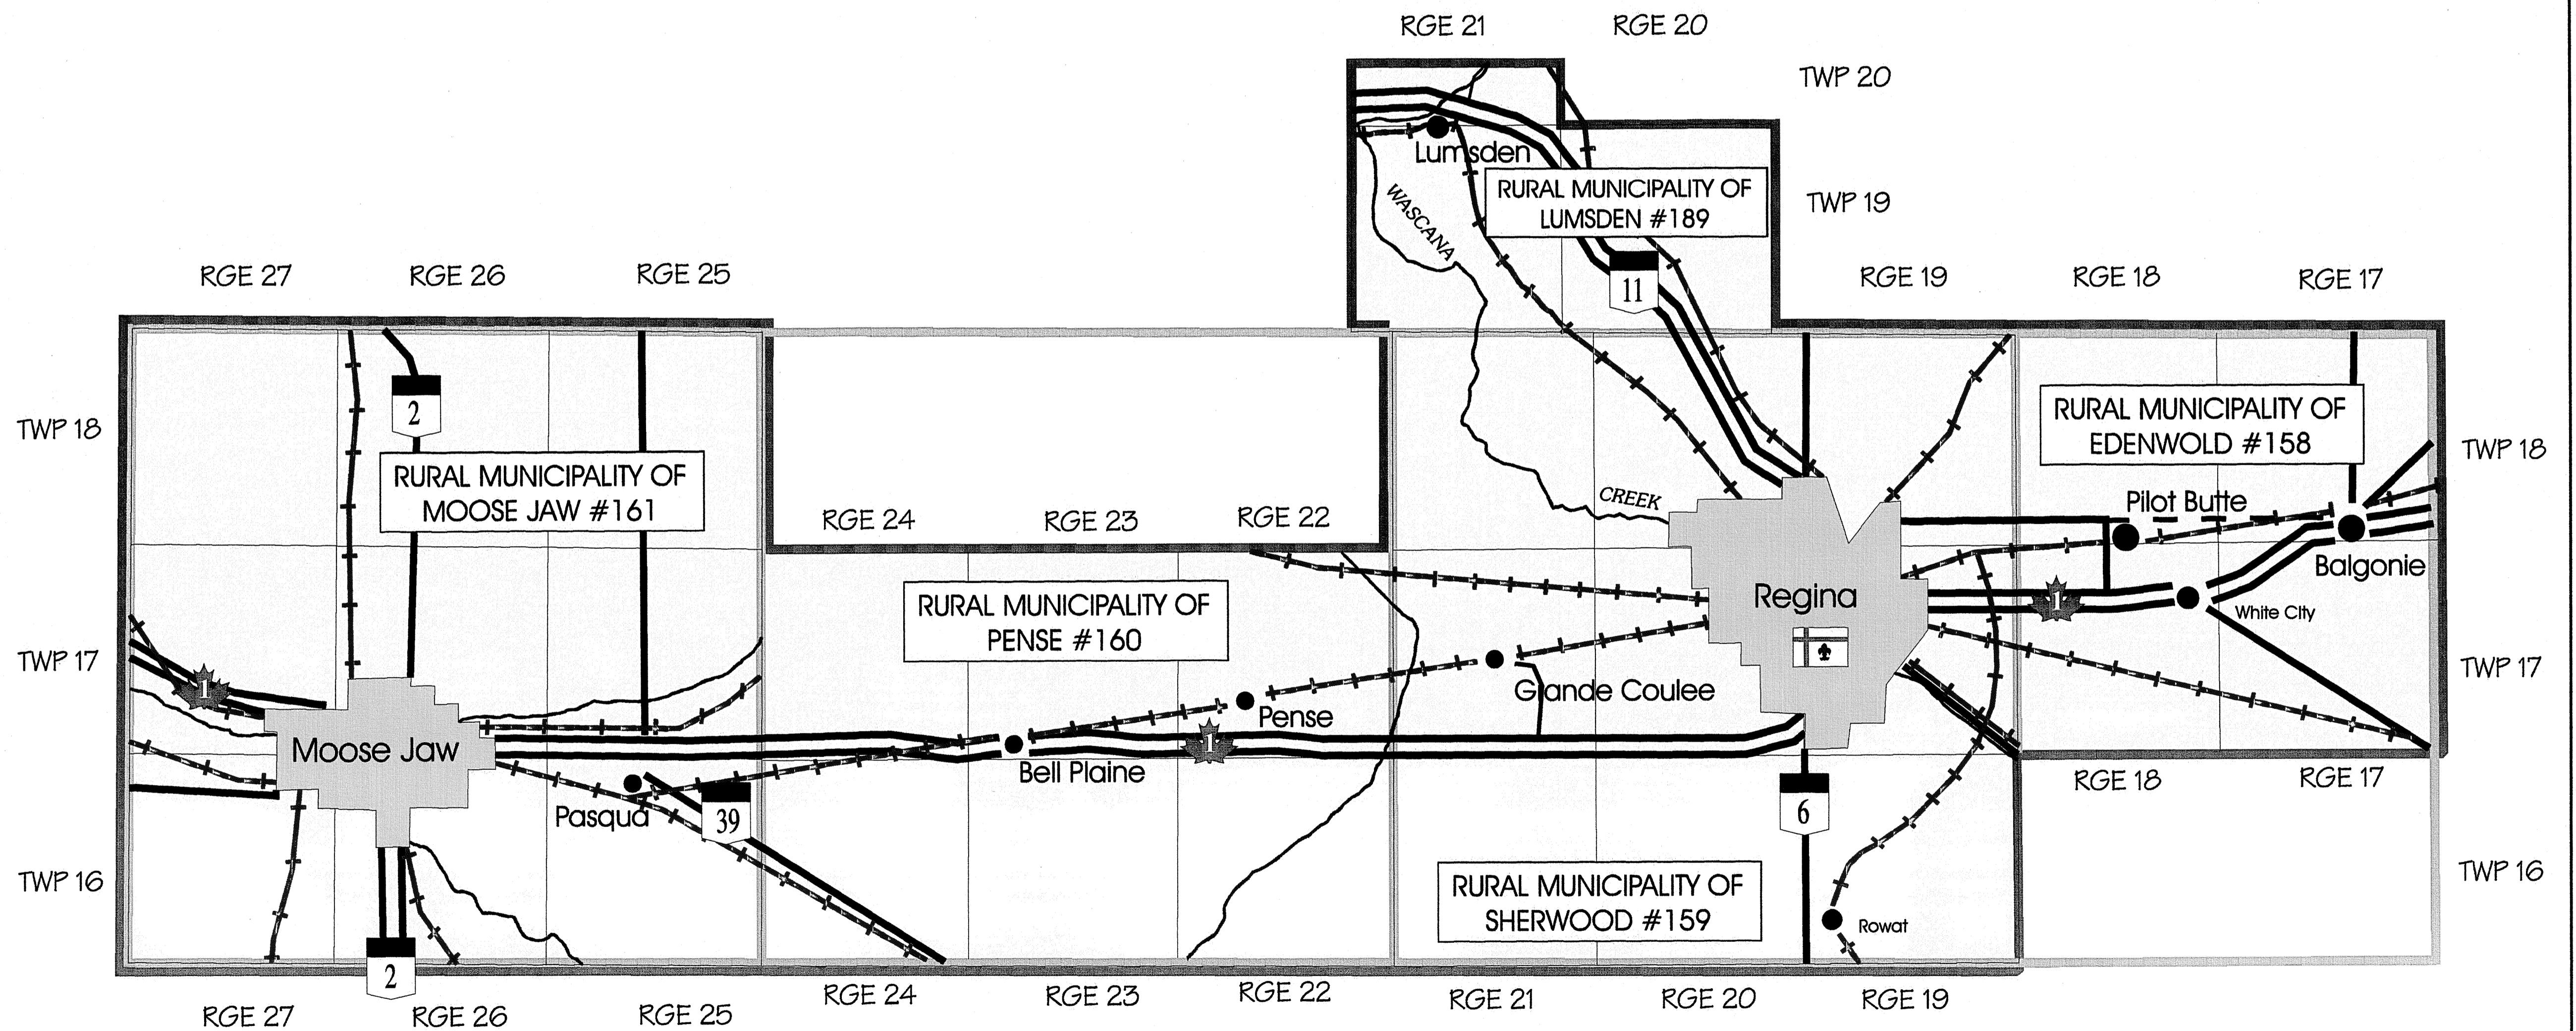 RGE 21
RGE 20
TWP 20
Lumsden
RURAL MUNICIPALITY OF
LUMSDEN #189
TWP 19
WASCANA
RGE 27
RGE 26
RGE 25
11
RGE 19
RGE 18
RGE 17
2
TWP 18
RURAL MUNICIPALITY OF
MOOSE JAW #161
RURAL MUNICIPALITY OF
EDENWOLD #158
TWP 18
RGE 24
RGE 23
RGE 22
CREEK
Pilot Butte
Balgonie
RURAL MUNICIPALITY OF
PENSE #160
Regina
1
White City
TWP 17
1
Grande Coulee
TWP 17
Pense
Moose Jaw
1
Bell Plaine
RGE 18
RGE 17
Pasqua
39
6
TWP 16
RURAL MUNICIPALITY OF
SHERWOOD #159
TWP 16
Rowat
2
RGE 27
RGE 26
RGE 25
RGE 24
RGE 23
RGE 22
RGE 21
RGE 20
RGE 19